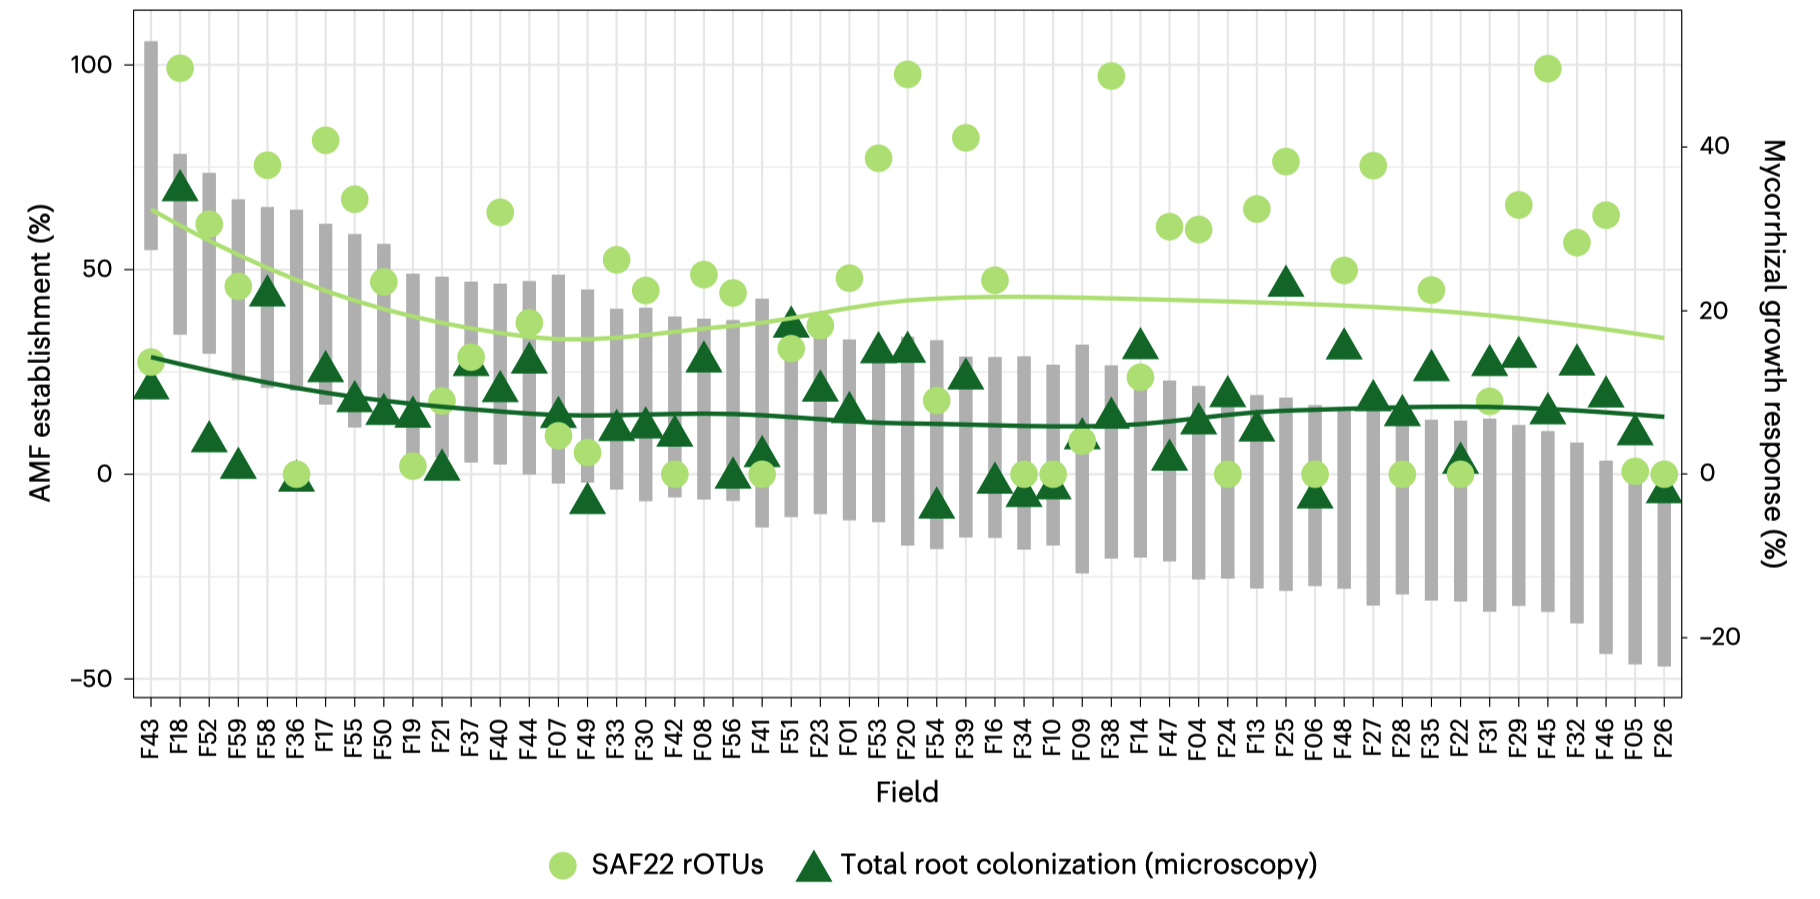 AMF establishment (%)
100
50
0
−50
40
20
0
−20
Mycorrhizal growth response (%)
F43 F18 F52 F59 F58 F36 F17 F55 F50 F19 F21 F37 F40 F44 F07 F49 F33 F30 F42 F08 F56 F41 F51 F23 F01 F53 F20 F54 F39 F16 F34 F10 F09 F38 F14 F47 F04 F24 F13 F25 F06 F48 F27 F28 F35 F22 F31 F29 F45 F32 F46 F05 F26
Field
SAF22 rOTUs Total root colonization (microscopy)